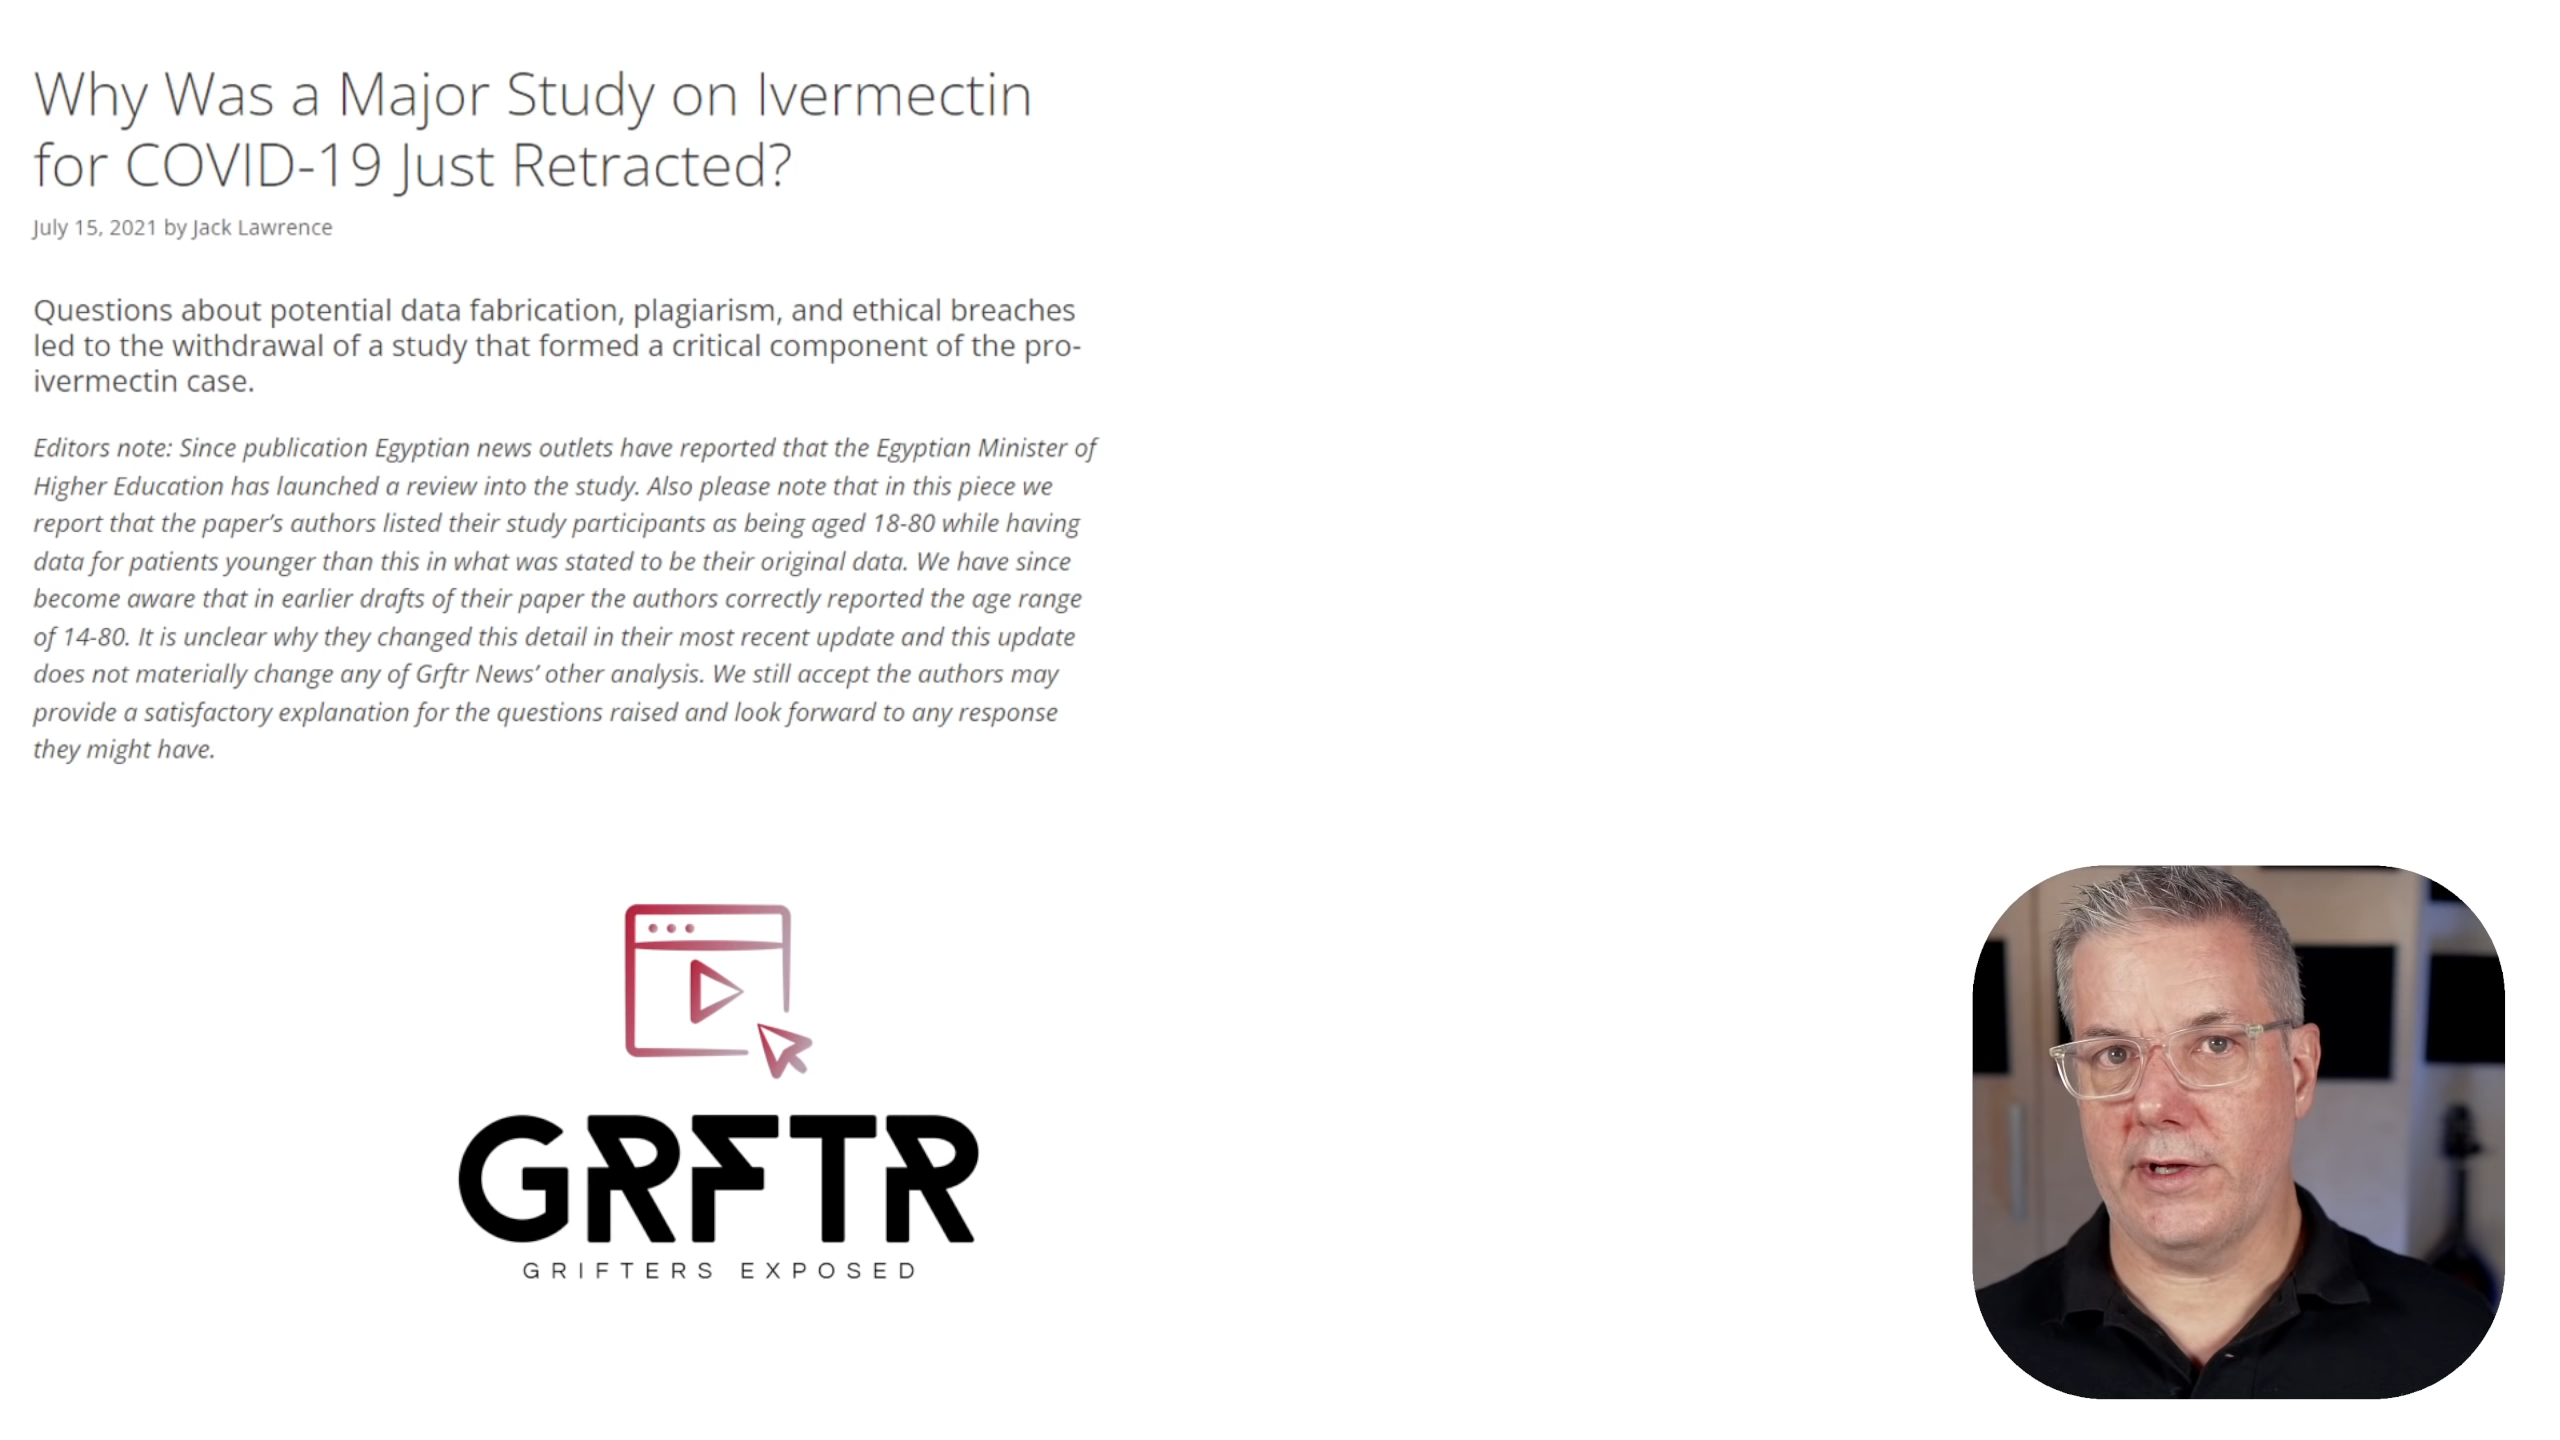 Why Was a Major Study on Ivermectin
for COVID-19 Just Retracted?
July 15, 2021 by Jack Lawrence
Questions about potential data fabrication, plagiarism, and ethical breaches
led to the withdrawal of a study that formed a critical component of the pro-
ivermectin case.
Editors note: Since publication Egyptian news outlets have reported that the Egyptian Minister of
Higher Education has launched a review into the study. Also please note that in this piece we
report that the paper’s authors listed their study participants as being aged 18-80 while having
data for patients younger than this in what was stated to be their original data. We have since
become aware that in earlier drafts of their paper the authors correctly reported the age range
of 14-80. It is unclear why they changed this detail in their most recent update and this update
does not materially change any of Grftr News’ other analysis. We still accept the authors may
provide a satisfactory explanation for the questions raised and look forward to any response
they might have.
GRFTR
GRIFTERS EXPOSED